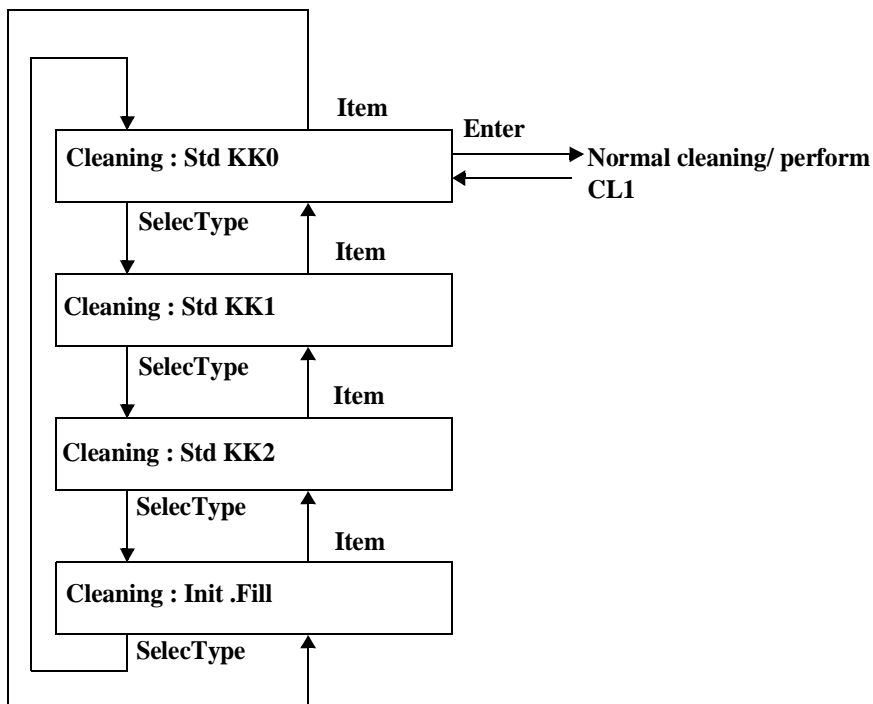 Item
Enter
Cleaning : Std KK0
Normal cleaning/ perform
CL1
SelecType
Item
Cleaning : Std KK1
SelecType
Item
Cleaning : Std KK2
SelecType
Item
Cleaning : Init .Fill
SelecType